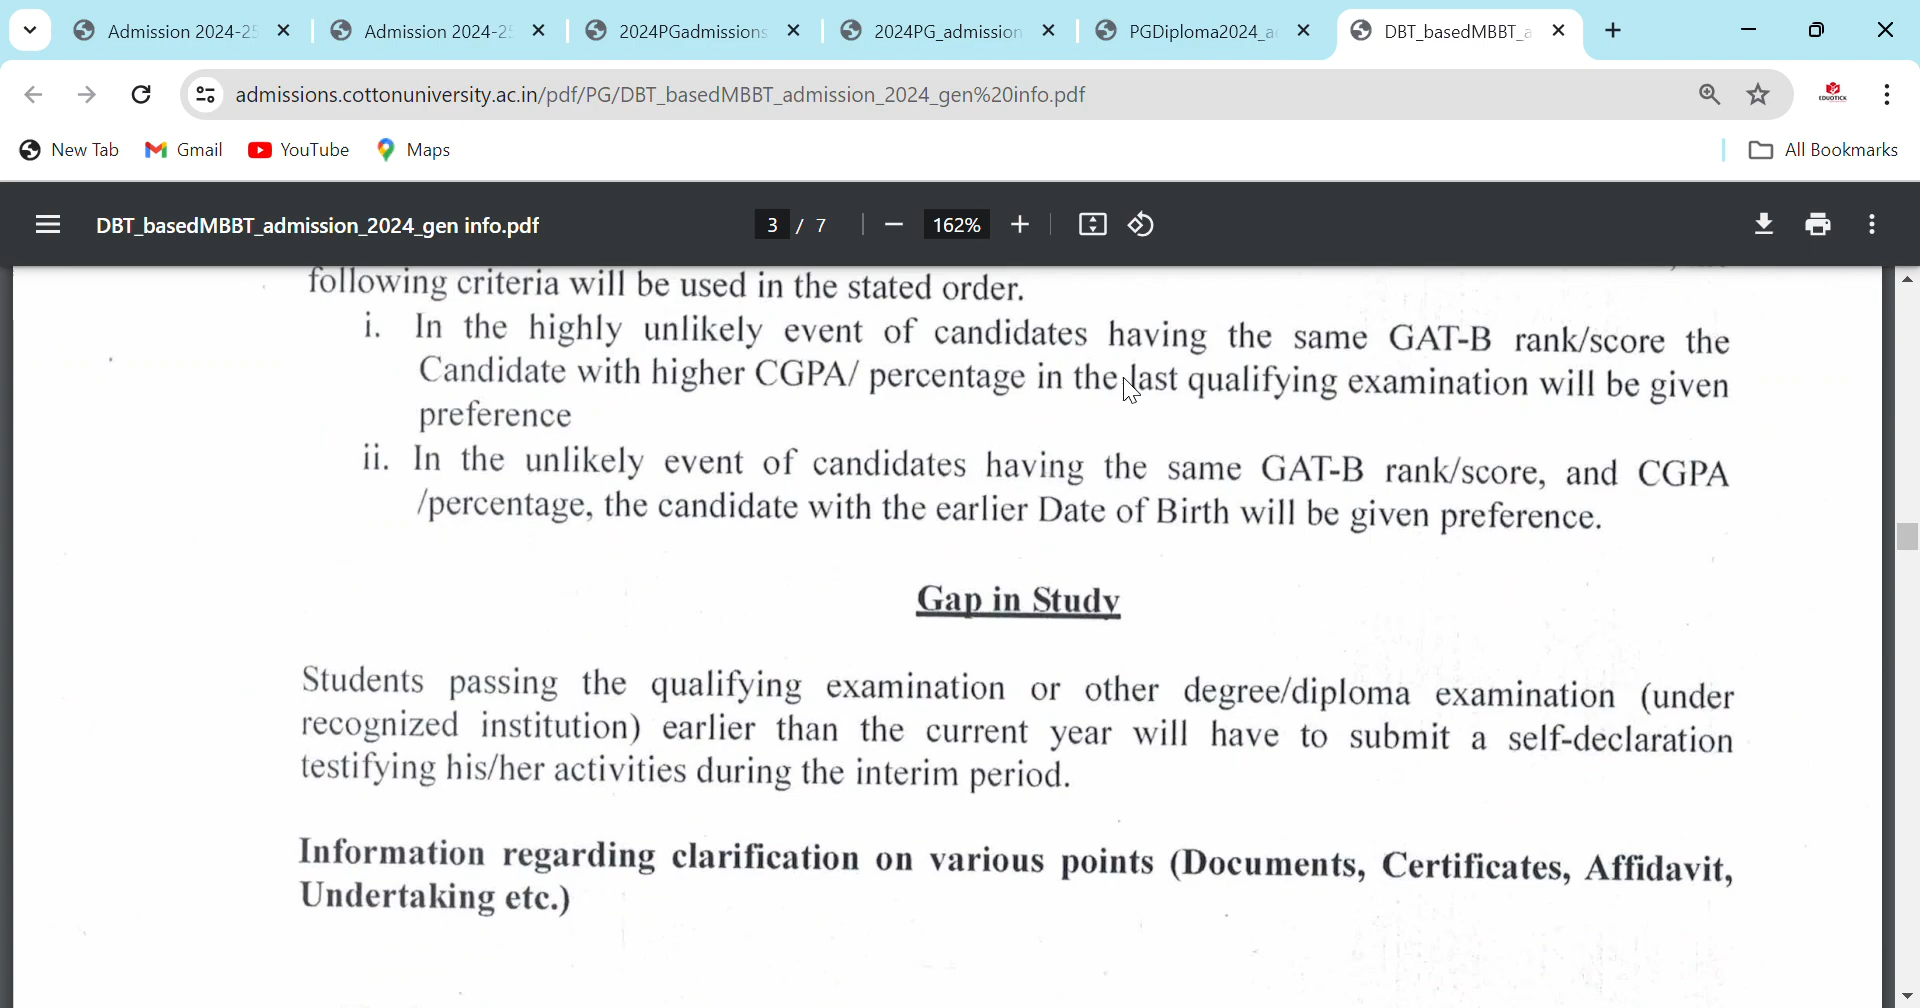 Admission 2024-25
Admission 2024-25
2024PGadmissions
2024PG_admission
PGDiploma2024_a
DBT_basedMBBT_a
admissions.cottonuniversity.ac.in/pdf/PG/DBT_basedMBBT_admission_2024_gen%20info.pdf
EDUOTICK
New Tab
Gmail
YouTube
Maps
All Bookmarks
DBT_basedMBBT_admission_2024_gen info.pdf
3 / 7
162%
following criteria will be used in the stated order.
i. In the highly unlikely event of candidates having the same GAT-B rank/score the
Candidate with higher CGPA/ percentage in the last qualifying examination will be given
preference
ii. In the unlikely event of candidates having the same GAT-B rank/score, and CGPA
/percentage, the candidate with the earlier Date of Birth will be given preference.
Gap in Study
Students passing the qualifying examination or other degree/diploma examination (under
recognized institution) earlier than the current year will have to submit a self-declaration
testifying his/her activities during the interim period.
Information regarding clarification on various points (Documents, Certificates, Affidavit,
Undertaking etc.)